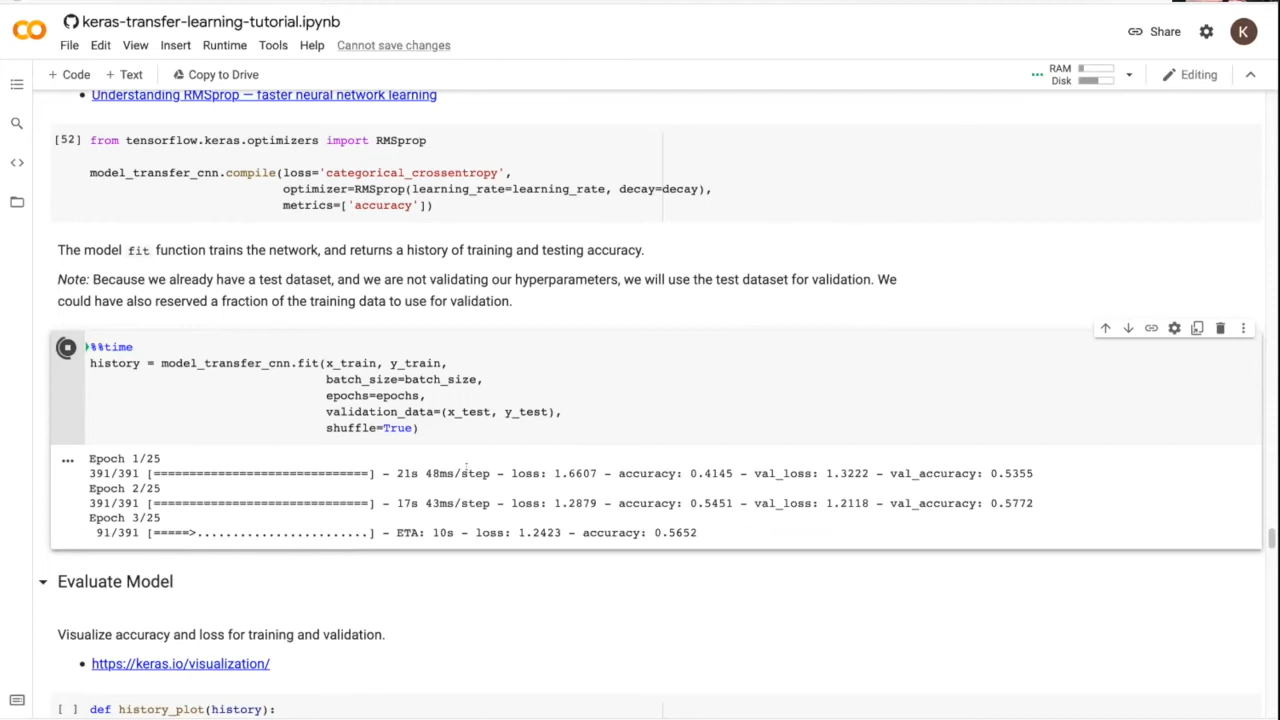 keras-transfer-learning-tutorial.ipynb
Share
K
File Edit View Insert Runtime Tools Help Cannot save changes
+ Code + Text Copy to Drive
RAM
Disk
Editing
• Understanding RMSprop — faster neural network learning
[52] from tensorflow.keras.optimizers import RMSprop
model_transfer_cnn.compile(loss='categorical_crossentropy',
optimizer=RMSprop(learning_rate=learning_rate, decay=decay),
metrics=['accuracy'])
The model fit function trains the network, and returns a history of training and testing accuracy.
Note: Because we already have a test dataset, and we are not validating our hyperparameters, we will use the test dataset for validation. We
could have also reserved a fraction of the training data to use for validation.
%%time
history = model_transfer_cnn.fit(x_train, y_train,
batch_size=batch_size,
epochs=epochs,
validation_data=(x_test, y_test),
shuffle=True)
Epoch 1/25
391/391 [==============================] - 21s 48ms/step - loss: 1.6607 - accuracy: 0.4145 - val_loss: 1.3222 - val_accuracy: 0.5355
Epoch 2/25
391/391 [==============================] - 17s 43ms/step - loss: 1.2879 - accuracy: 0.5451 - val_loss: 1.2118 - val_accuracy: 0.5772
Epoch 3/25
91/391 [=====>........................] - ETA: 10s - loss: 1.2423 - accuracy: 0.5652
Evaluate Model
Visualize accuracy and loss for training and validation.
• https://keras.io/visualization/
[ ] def history_plot(history):